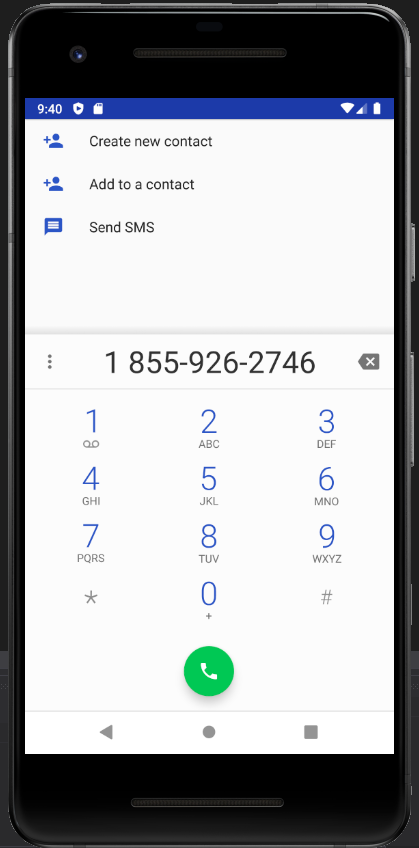 9:40
Create new contact
Add to a contact
Send SMS
1 855-926-2746
1 2 3
ABC DEF
4 5 6
GHI JKL MNO
7 8 9
PQRS TUV WXYZ
* 0 #
+